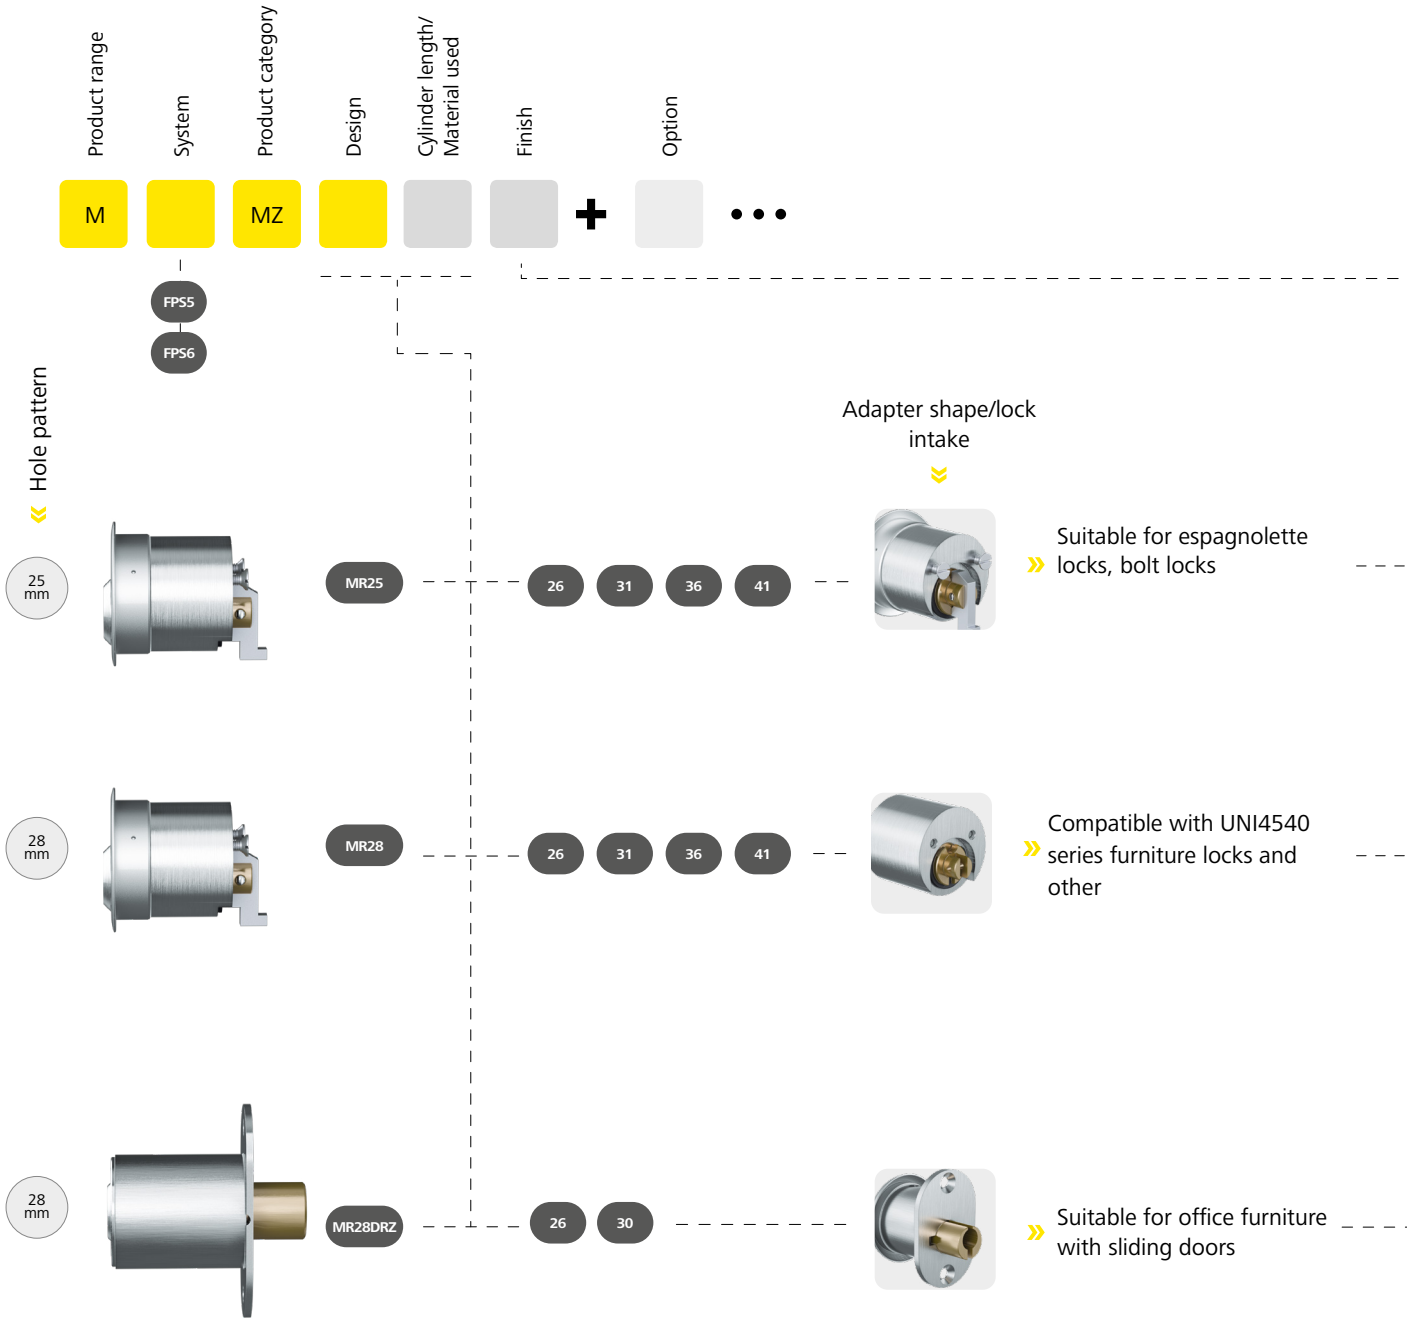 Product range
System
Product category
Design
Cylinder length/
Material used
Finish
Option
M
MZ
FPS5
FPS6
Hole pattern
Adapter shape/lock
intake
25
mm
MR25
26
31
36
41
Suitable for espagnolette
locks, bolt locks
28
mm
MR28
26
31
36
41
Compatible with UNI4540
series furniture locks and
other
28
mm
MR28DRZ
26
30
Suitable for office furniture
with sliding doors